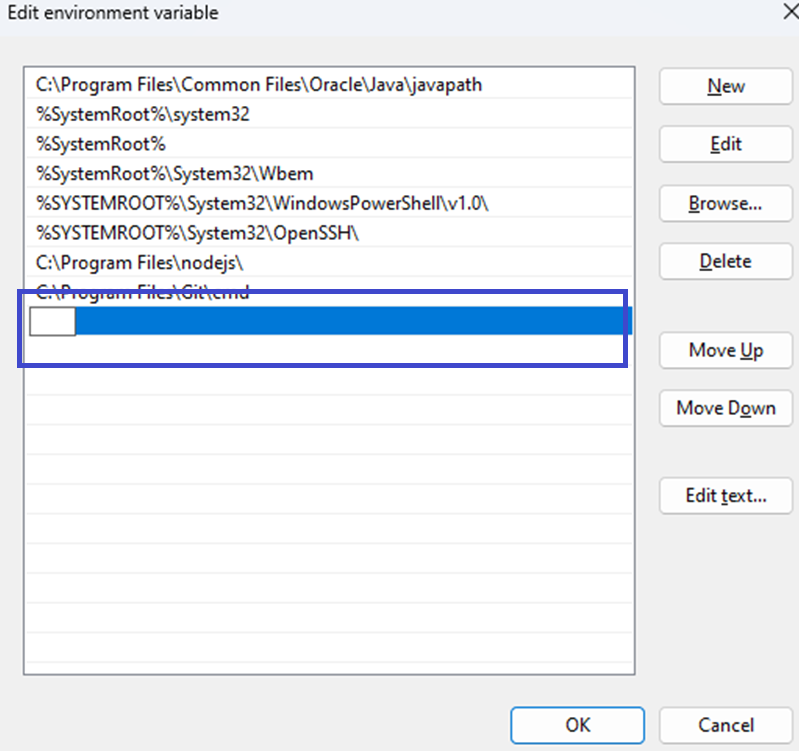 Edit environment variable
C:\Program Files\Common Files\Oracle\Java\javapath
%SystemRoot%\system32
%SystemRoot%
%SystemRoot%\System32\Wbem
%SYSTEMROOT%\System32\WindowsPowerShell\v1.0\
%SYSTEMROOT%\System32\OpenSSH\
C:\Program Files\nodejs\
C:\Program Files\Git\cmd
New
Edit
Browse...
Delete
Move Up
Move Down
Edit text...
OK
Cancel